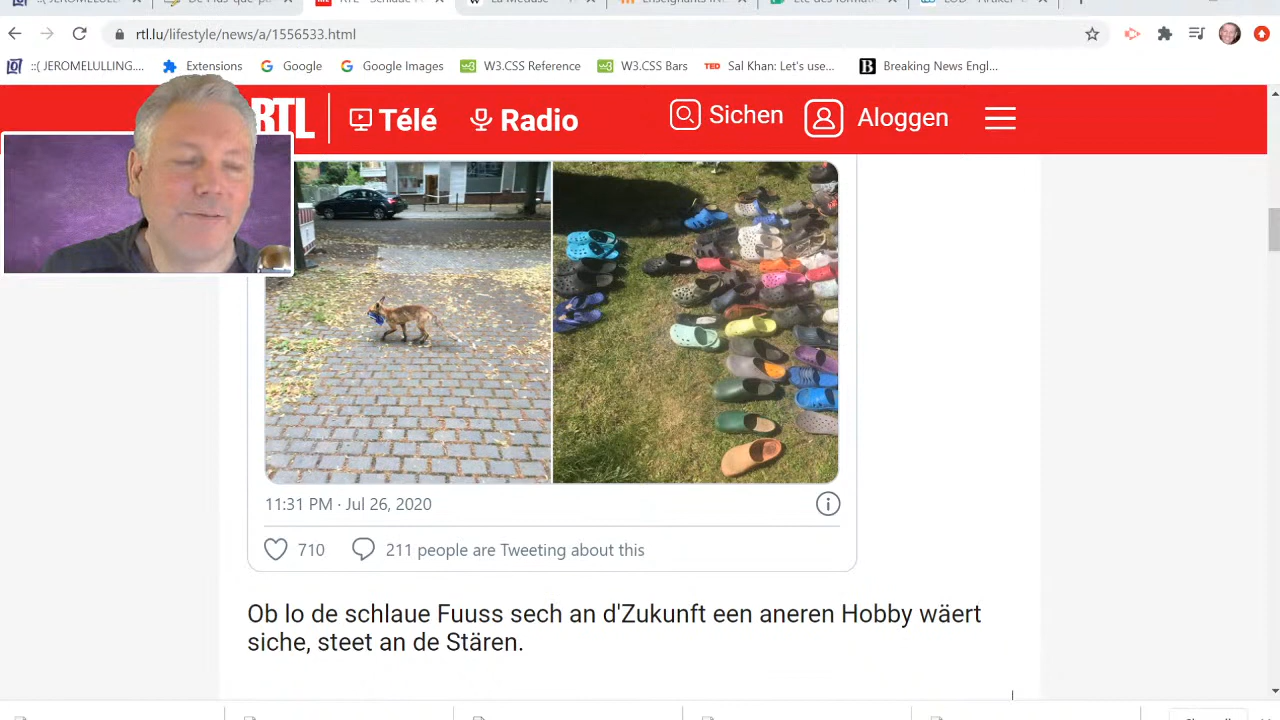 rtl.lu/lifestyle/news/a/1556533.html
::( JEROMELULLING.... Extensions Google Google Images W3.CSS Reference W3.CSS Bars TED Sal Khan: Let's use... B Breaking News Engl...
RTL Télé Radio Sichen Aloggen
11:31 PM · Jul 26, 2020
710 211 people are Tweeting about this
Ob lo de schlaue Fuuss sech an d'Zukunft een aneren Hobby wäert
siche, steet an de Stären.